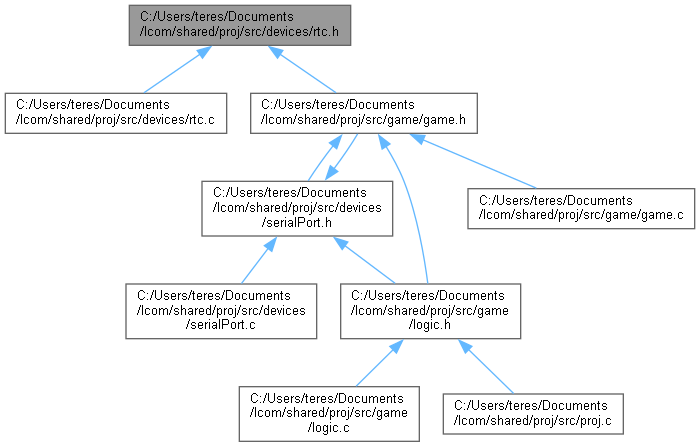 C:/Users/teres/Documents
/lcom/shared/proj/src/devices/rtc.h
C:/Users/teres/Documents
/lcom/shared/proj/src/devices/rtc.c
C:/Users/teres/Documents
/lcom/shared/proj/src/game/game.h
C:/Users/teres/Documents
/lcom/shared/proj/src/devices
/serialPort.h
C:/Users/teres/Documents
/lcom/shared/proj/src/game/game.c
C:/Users/teres/Documents
/lcom/shared/proj/src/devices
/serialPort.c
C:/Users/teres/Documents
/lcom/shared/proj/src/game
/logic.h
C:/Users/teres/Documents
/lcom/shared/proj/src/game
/logic.c
C:/Users/teres/Documents
/lcom/shared/proj/src/proj.c